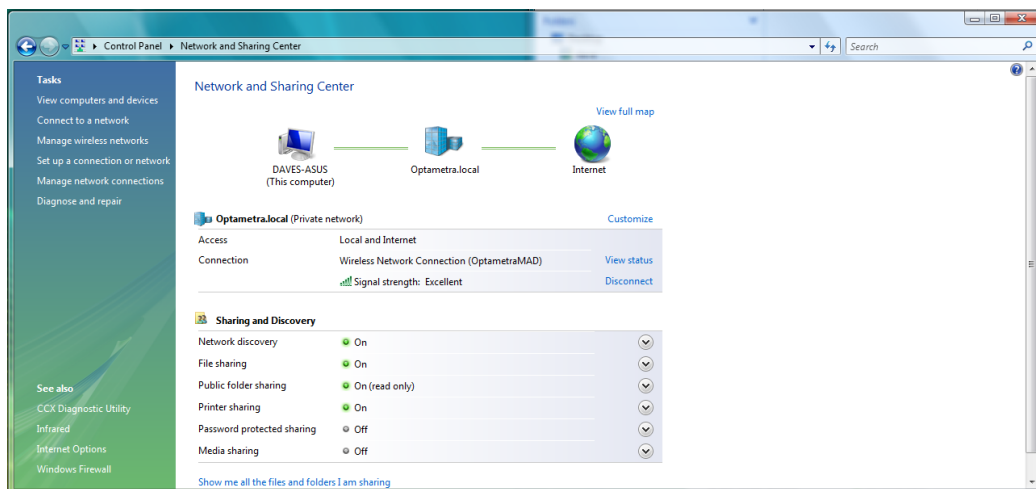 Control Panel ▸ Network and Sharing Center
Search
Tasks
View computers and devices
Connect to a network
Manage wireless networks
Set up a connection or network
Manage network connections
Diagnose and repair
See also
CCX Diagnostic Utility
Infrared
Internet Options
Windows Firewall
Network and Sharing Center
View full map
DAVES-ASUS
(This computer)
Optametra.local
Internet
Optametra.local (Private network) Customize
Access Local and Internet
Connection Wireless Network Connection (OptametraMAD) View status
Signal strength: Excellent Disconnect
Sharing and Discovery
Network discovery On
File sharing On
Public folder sharing On (read only)
Printer sharing On
Password protected sharing Off
Media sharing Off
Show me all the files and folders I am sharing